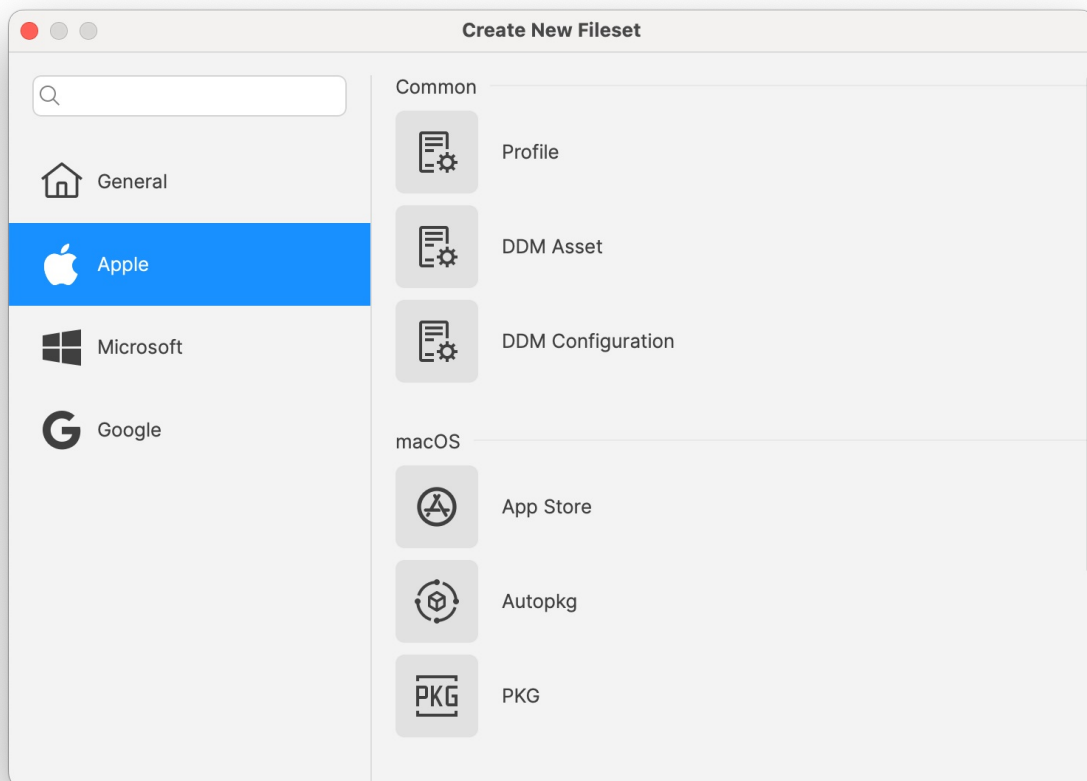 Create New Fileset
General
Apple
Microsoft
Google
Common
Profile
DDM Asset
DDM Configuration
macOS
App Store
Autopkg
PKG
PKG